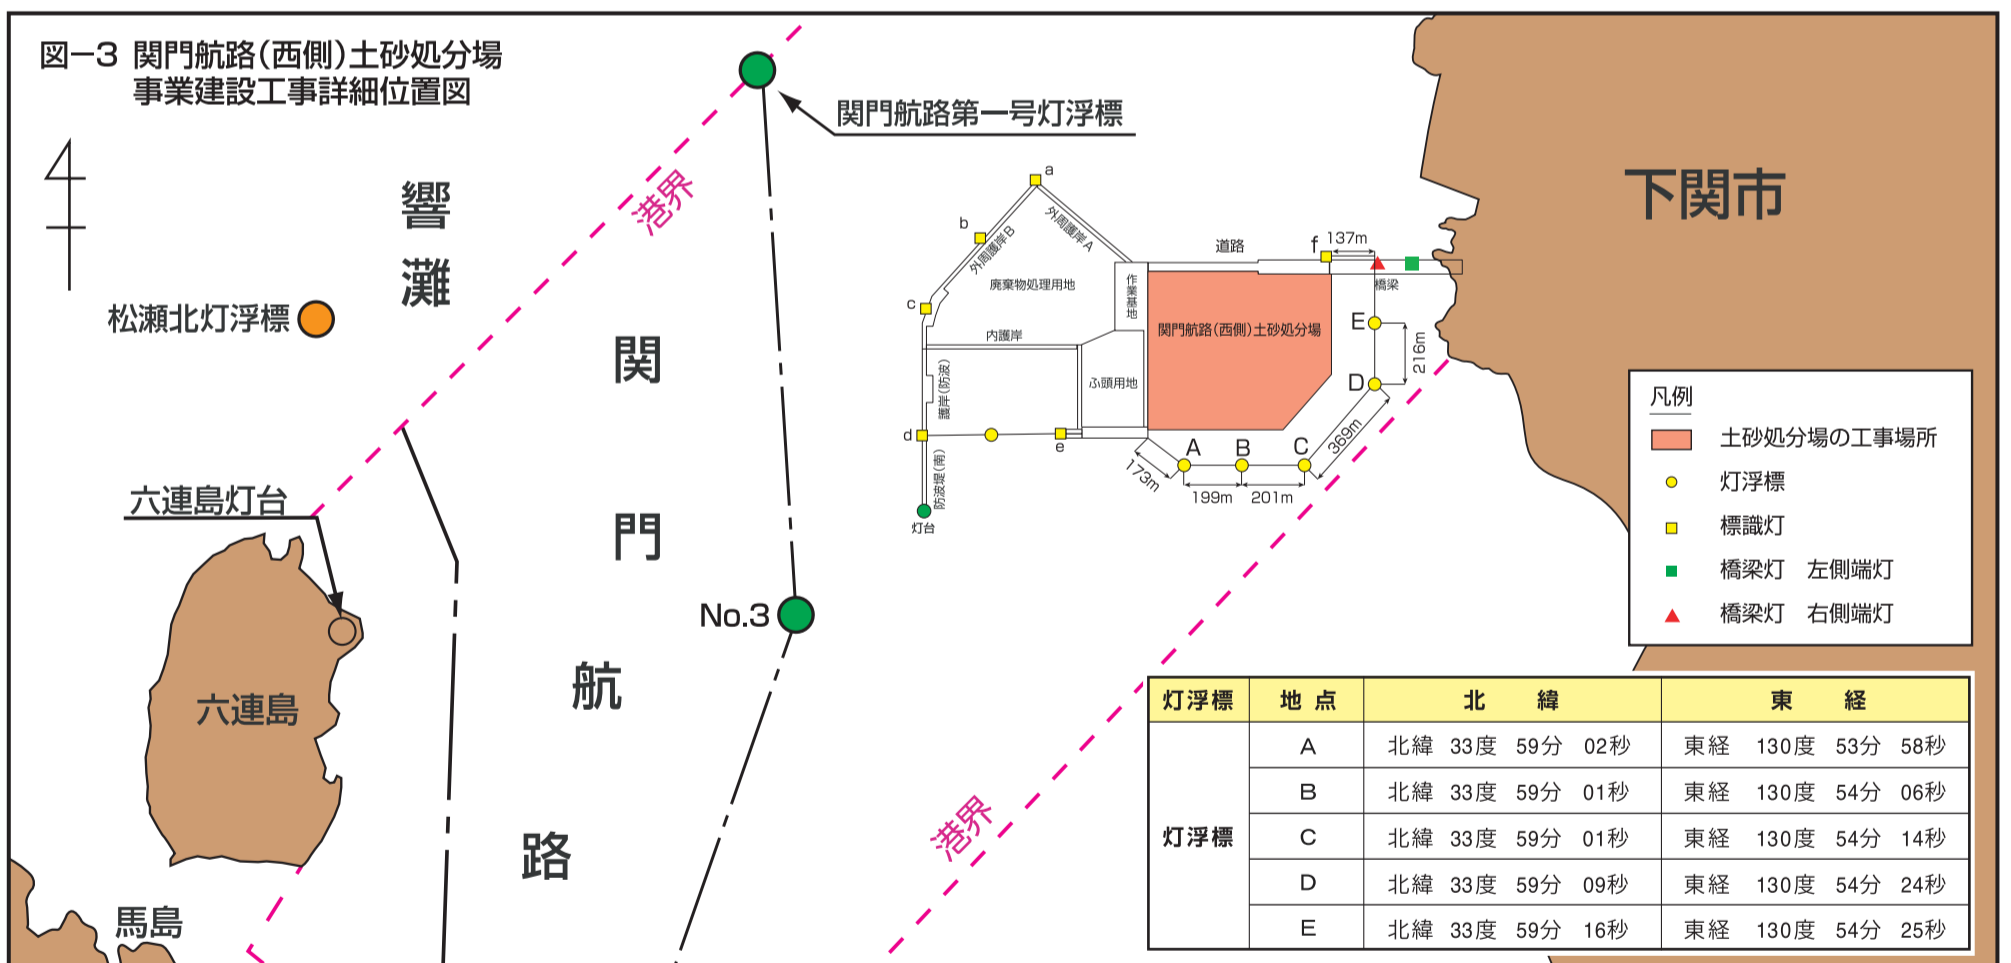 図ー3 関門航路(西側)土砂処分場
事業建設工事詳細位置図
関門航路第一号灯浮標
響灘
港界
松瀬北灯浮標
関門航路
下関市
a
b
c
d
e
f
外周護岸A
外周護岸B
廃棄物処理用地
作業基地
道路
137m
橋梁
関門航路(西側)土砂処分場
内護岸
護岸(防波)
ふ頭用地
防波堤(南)
灯台
E
216m
D
369m
A
B
C
173m
199m
201m
六連島灯台
六連島
No.3
馬島
港界
凡例
土砂処分場の工事場所
灯浮標
標識灯
橋梁灯 左側端灯
橋梁灯 右側端灯
灯浮標 地点 北緯 東経
灯浮標
A 北緯 33度 59分 02秒 東経 130度 53分 58秒
B 北緯 33度 59分 01秒 東経 130度 54分 06秒
C 北緯 33度 59分 01秒 東経 130度 54分 14秒
D 北緯 33度 59分 09秒 東経 130度 54分 24秒
E 北緯 33度 59分 16秒 東経 130度 54分 25秒